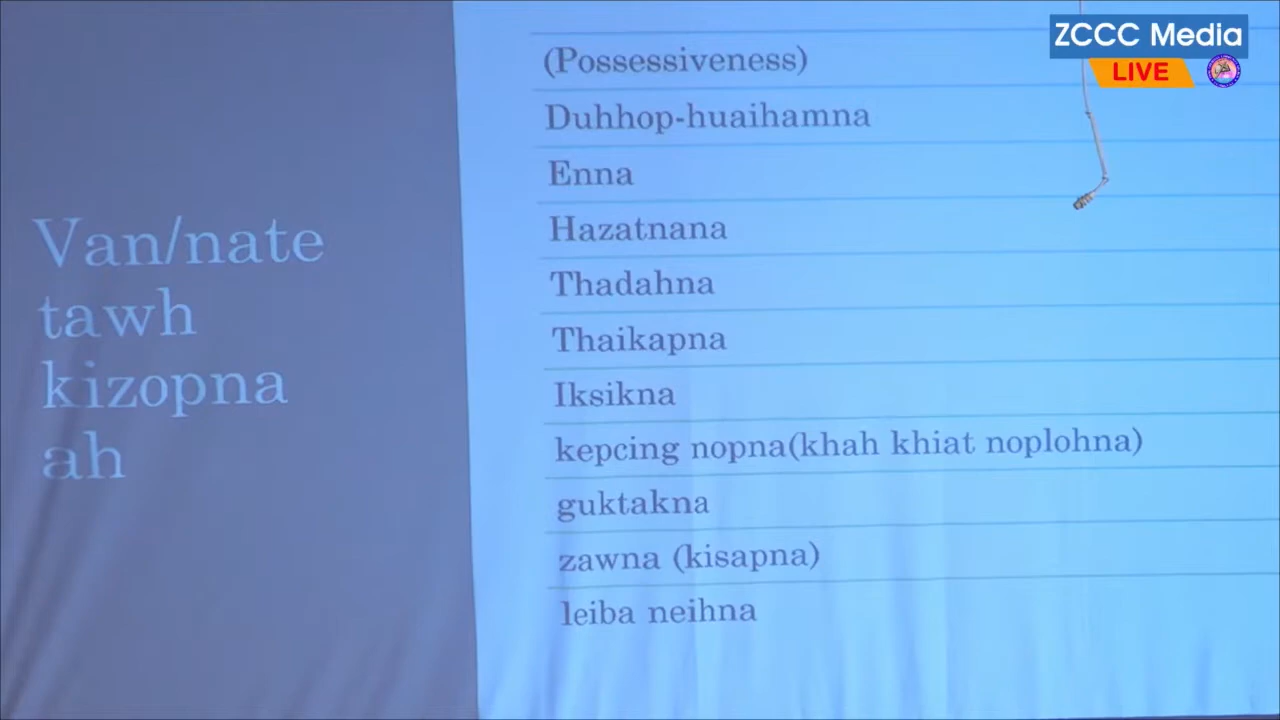 ZCCC Media
LIVE
Van/nate
tawh
kizopna
ah
(Possessiveness)
Duhhop-huaihamna
Enna
Hazatnana
Thadahna
Thaikapna
Iksikna
kepcing nopna(khah khiat noplohna)
guktakna
zawna (kisapna)
leiba neihna